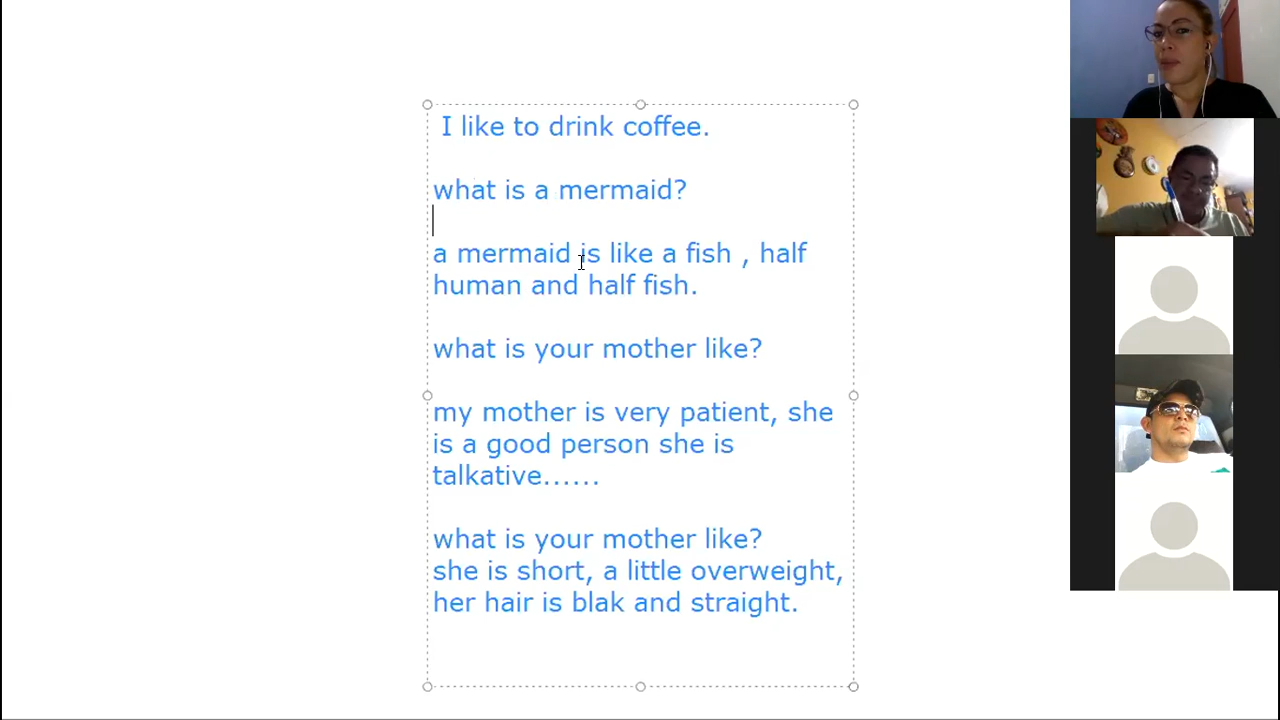 I like to drink coffee.
what is a mermaid?
a mermaid is like a fish , half
human and half fish.
what is your mother like?
my mother is very patient, she
is a good person she is
talkative......
what is your mother like?
she is short, a little overweight,
her hair is blak and straight.